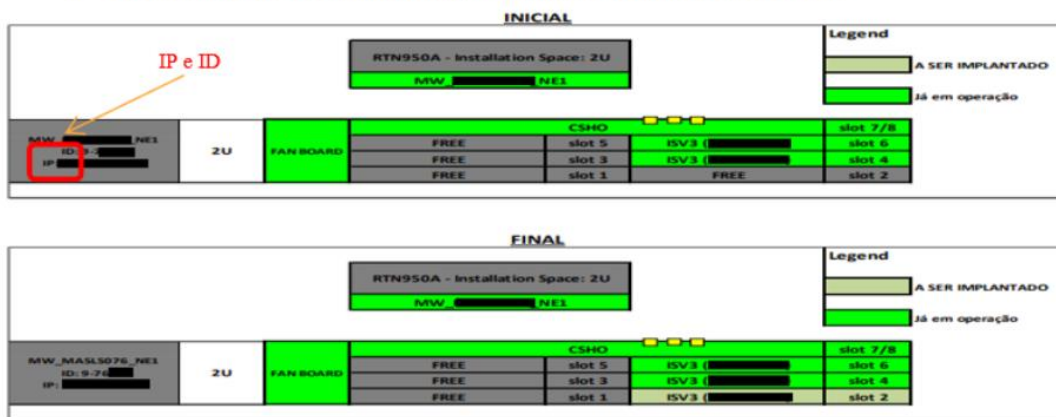 INICIAL
IP e ID
RTN950A - Installation Space: 2U
MW_ _NE1
Legend
A SER IMPLANTADO
Já em operação
MW_ _NE1
ID: 9-
IP:
2U
FAN BOARD
CSHO slot 7/8
FREE slot 5 ISV3 ( slot 6
FREE slot 3 ISV3 ( slot 4
FREE slot 1 FREE slot 2
FINAL
RTN950A - Installation Space: 2U
MW_ _NE1
Legend
A SER IMPLANTADO
Já em operação
MW_MASLS076_NE1
ID: 9-76
IP:
2U
FAN BOARD
CSHO slot 7/8
FREE slot 5 ISV3 ( slot 6
FREE slot 3 ISV3 ( slot 4
FREE slot 1 ISV3 ( slot 2